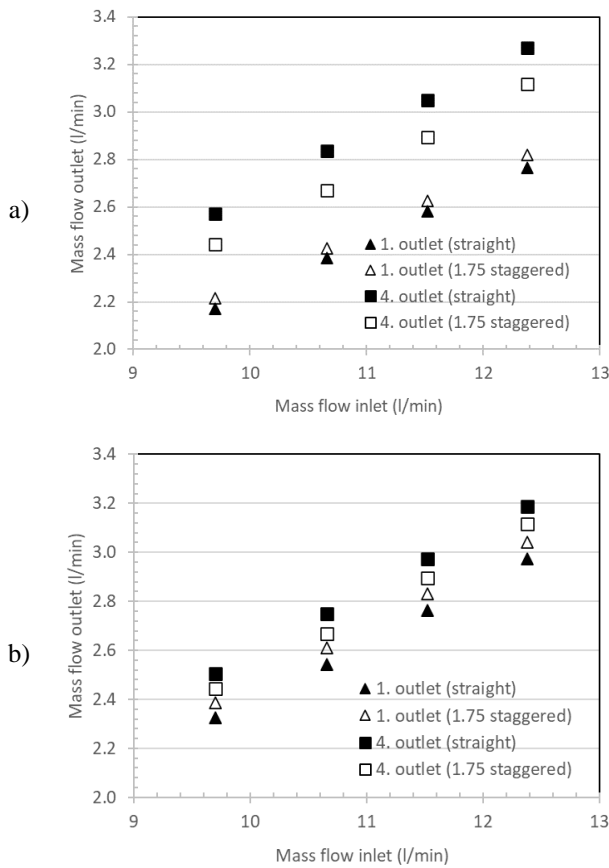 a)
Mass flow outlet (l/min)
3.4
3.2
3.0
2.8
2.6
2.4
2.2
2.0
1. outlet (straight)
1. outlet (1.75 staggered)
4. outlet (straight)
4. outlet (1.75 staggered)
9 10 11 12 13
Mass flow inlet (l/min)
b)
Mass flow outlet (l/min)
3.4
3.2
3.0
2.8
2.6
2.4
2.2
2.0
1. outlet (straight)
1. outlet (1.75 staggered)
4. outlet (straight)
4. outlet (1.75 staggered)
9 10 11 12 13
Mass flow inlet (l/min)